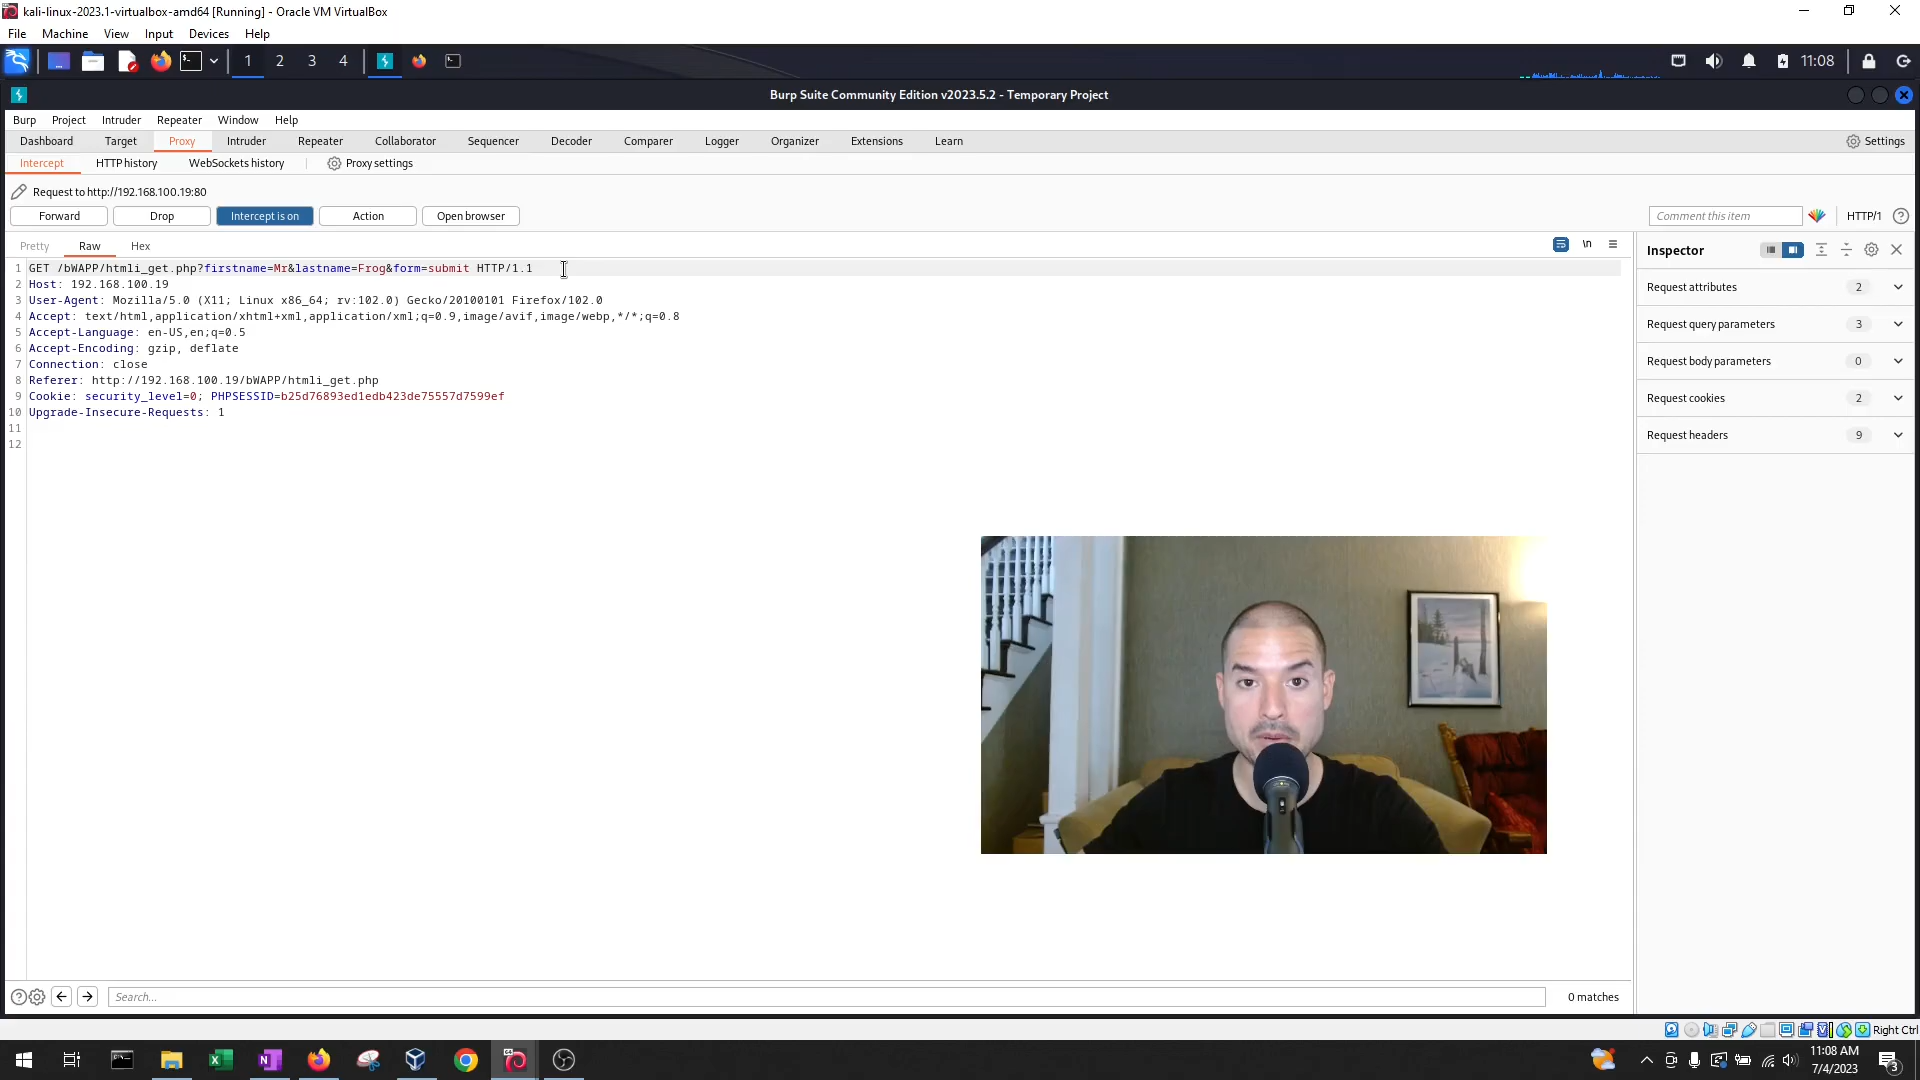 kali-linux-2023.1-virtualbox-amd64 [Running] - Oracle VM VirtualBox
File Machine View Input Devices Help
1 2 3 4 11:08
Burp Suite Community Edition v2023.5.2 - Temporary Project
Burp Project Intruder Repeater Window Help
Dashboard Target Proxy Intruder Repeater Collaborator Sequencer Decoder Comparer Logger Organizer Extensions Learn Settings
Intercept HTTP history WebSockets history Proxy settings
Request to http://192.168.100.19:80
Forward Drop Intercept is on Action Open browser Comment this item HTTP/1
Pretty Raw Hex \n
Inspector
1 GET /bWAPP/htmli_get.php?firstname=Mr&lastname=Frog&form=submit HTTP/1.1
2 Host: 192.168.100.19
3 User-Agent: Mozilla/5.0 (X11; Linux x86_64; rv:102.0) Gecko/20100101 Firefox/102.0
4 Accept: text/html,application/xhtml+xml,application/xml;q=0.9,image/avif,image/webp,*/*;q=0.8
5 Accept-Language: en-US,en;q=0.5
6 Accept-Encoding: gzip, deflate
7 Connection: close
8 Referer: http://192.168.100.19/bWAPP/htmli_get.php
9 Cookie: security_level=0; PHPSESSID=b25d76893ed1edb423de75557d7599ef
10 Upgrade-Insecure-Requests: 1
11
12
Request attributes 2
Request query parameters 3
Request body parameters 0
Request cookies 2
Request headers 9
Search... 0 matches
Right Ctrl
11:08 AM
7/4/2023
3